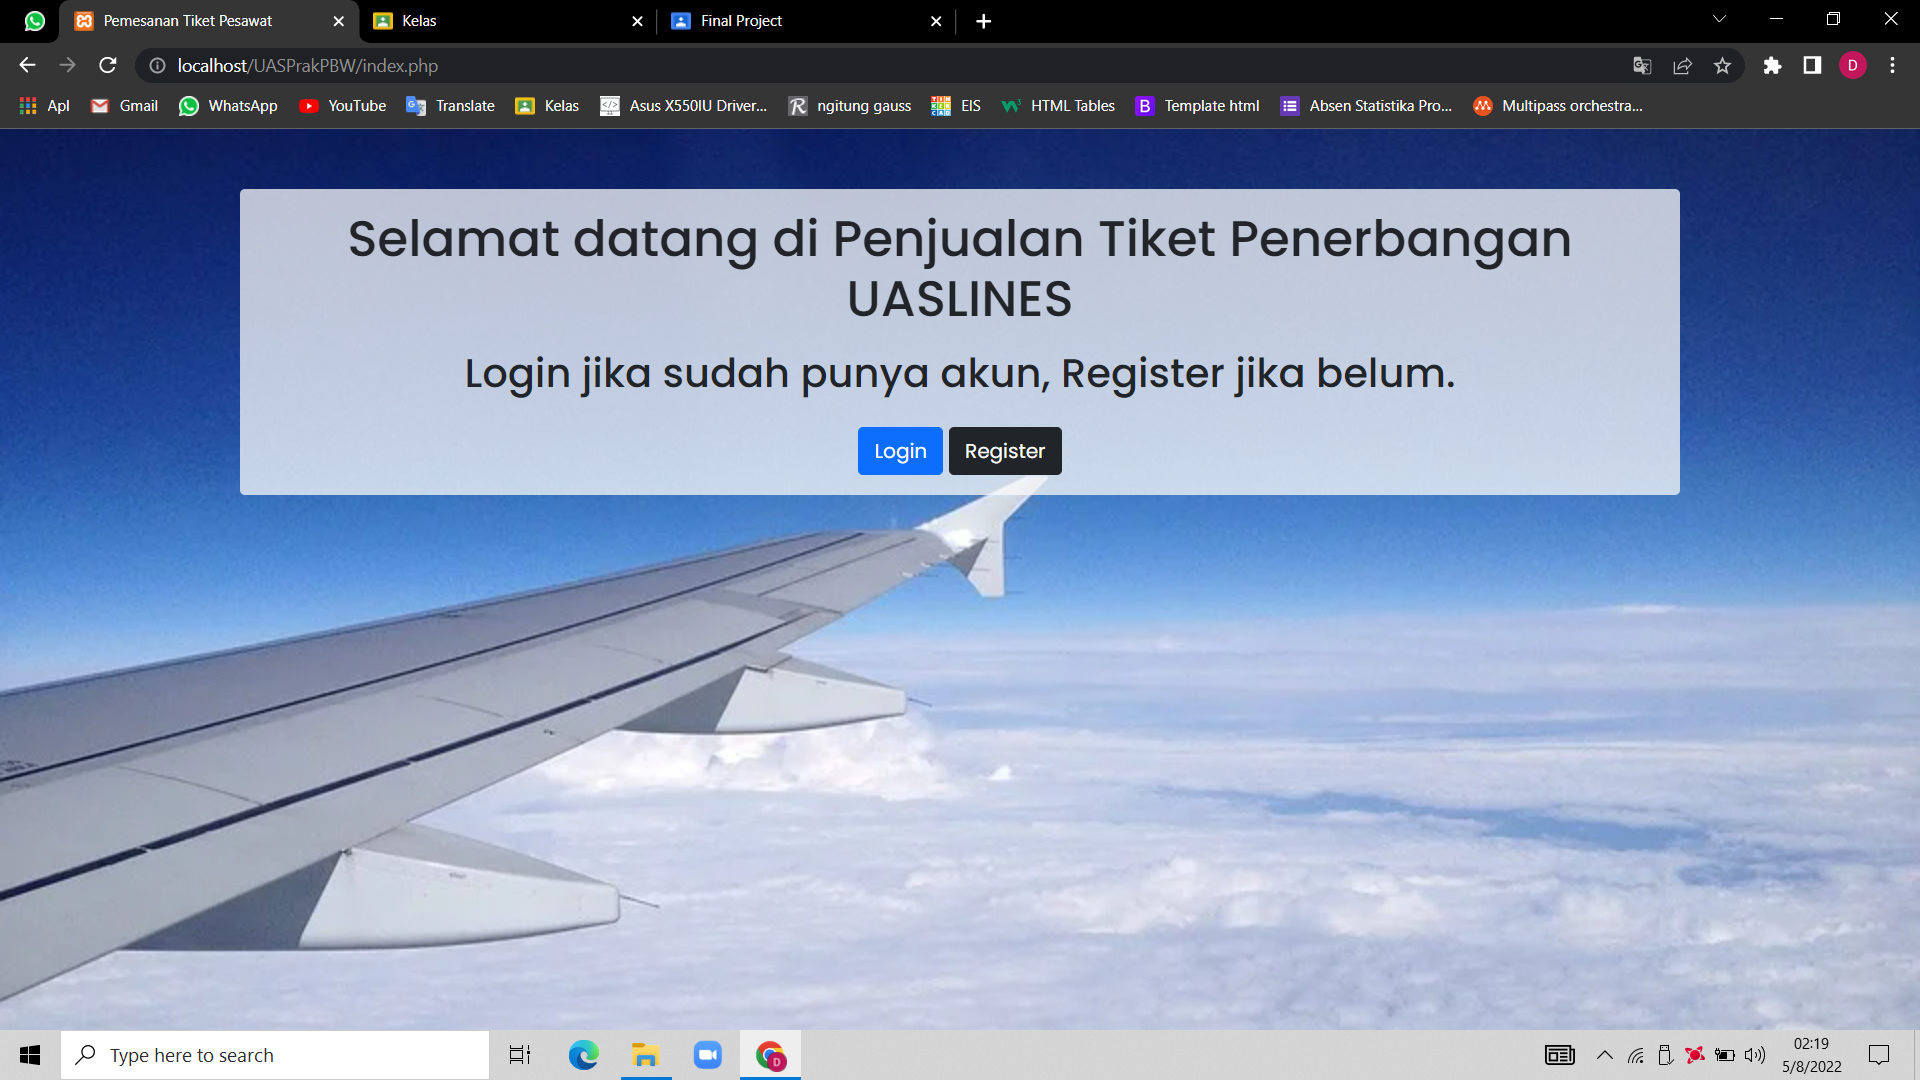 Pemesanan Tiket Pesawat
Kelas
Final Project
localhost/UASPrakPBW/index.php
D
Apl
Gmail
WhatsApp
YouTube
Translate
Kelas
Asus X550IU Driver...
ngitung gauss
EIS
HTML Tables
Template html
Absen Statistika Pro...
Multipass orchestra...
Selamat datang di Penjualan Tiket Penerbangan
UASLINES
Login jika sudah punya akun, Register jika belum.
Login
Register
Type here to search
D
02:19
5/8/2022